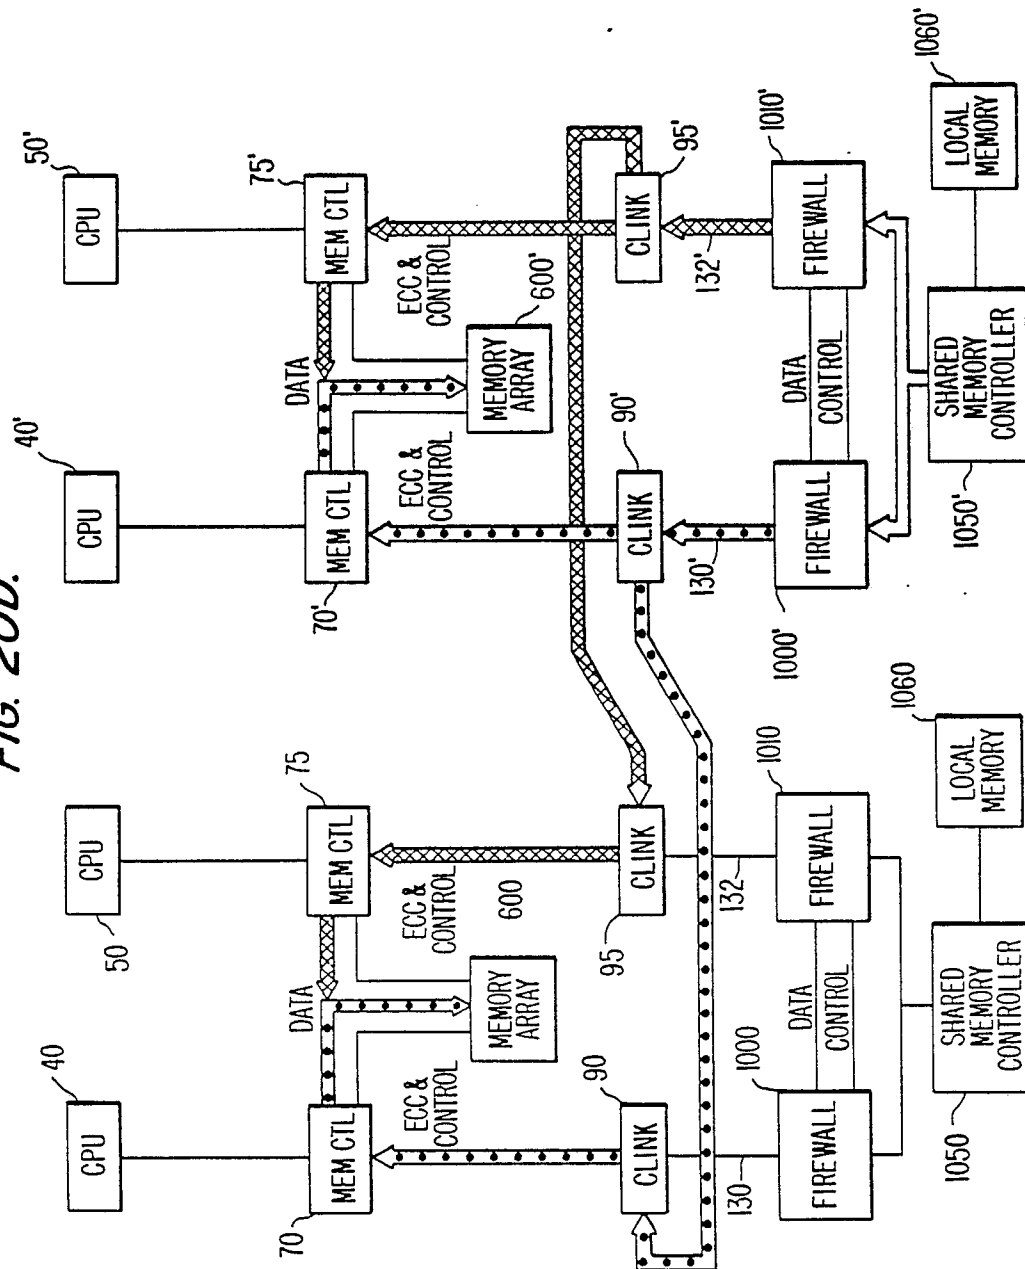 FIG. 20D.
40
CPU
50
CPU
40'
CPU
50'
CPU
70
MEM CTL
DATA
75
MEM CTL
70'
MEM CTL
DATA
75'
MEM CTL
ECC &
CONTROL
MEMORY
ARRAY
600
ECC &
CONTROL
ECC &
CONTROL
MEMORY
ARRAY
600'
ECC &
CONTROL
90
CLINK
95
CLINK
90'
CLINK
95'
CLINK
130
132
130'
132'
1000
FIREWALL
DATA
CONTROL
1010
FIREWALL
1000'
FIREWALL
DATA
CONTROL
1010'
FIREWALL
1050
SHARED
MEMORY
CONTROLLER
1060
LOCAL
MEMORY
1050'
SHARED
MEMORY
CONTROLLER
1060'
LOCAL
MEMORY